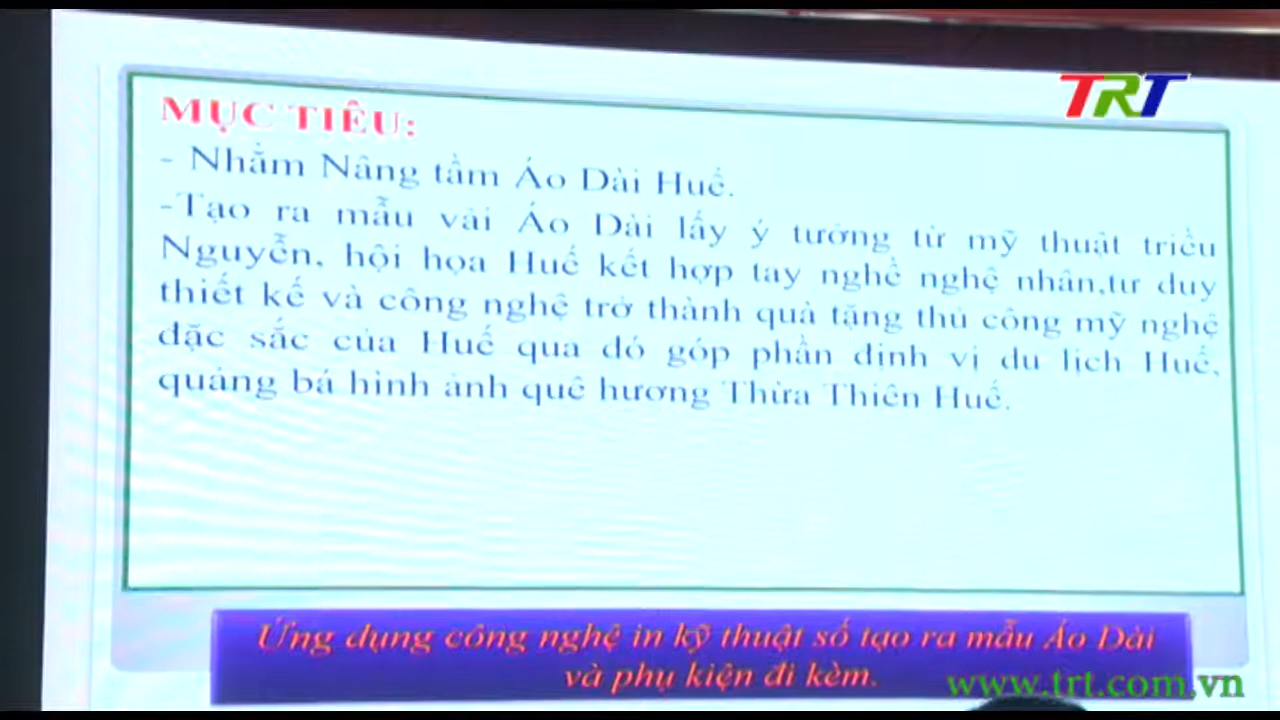 TRT
MỤC TIÊU:
- Nhằm Nâng tầm Áo Dài Huế.
-Tạo ra mẫu vải Áo Dài lấy ý tưởng từ mỹ thuật triều
Nguyễn, hội họa Huế kết hợp tay nghề nghệ nhân,tư duy
thiết kế và công nghệ trở thành quà tặng thủ công mỹ nghệ
đặc sắc của Huế qua đó góp phần định vị du lịch Huế,
quảng bá hình ảnh quê hương Thừa Thiên Huế.
Ứng dụng công nghệ in kỹ thuật số tạo ra mẫu Áo Dài
và phụ kiện đi kèm.
www.trt.com.vn